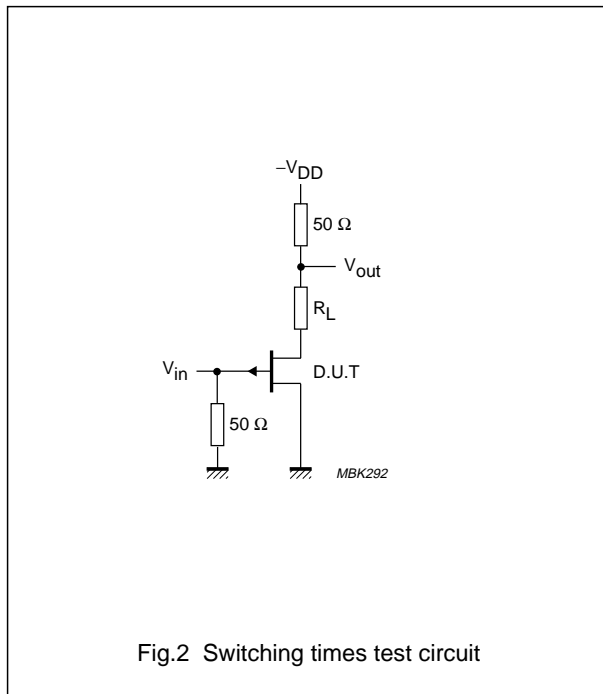 −VDD
50 Ω
Vout
RL
Vin
D.U.T
50 Ω
MBK292
Fig.2 Switching times test circuit